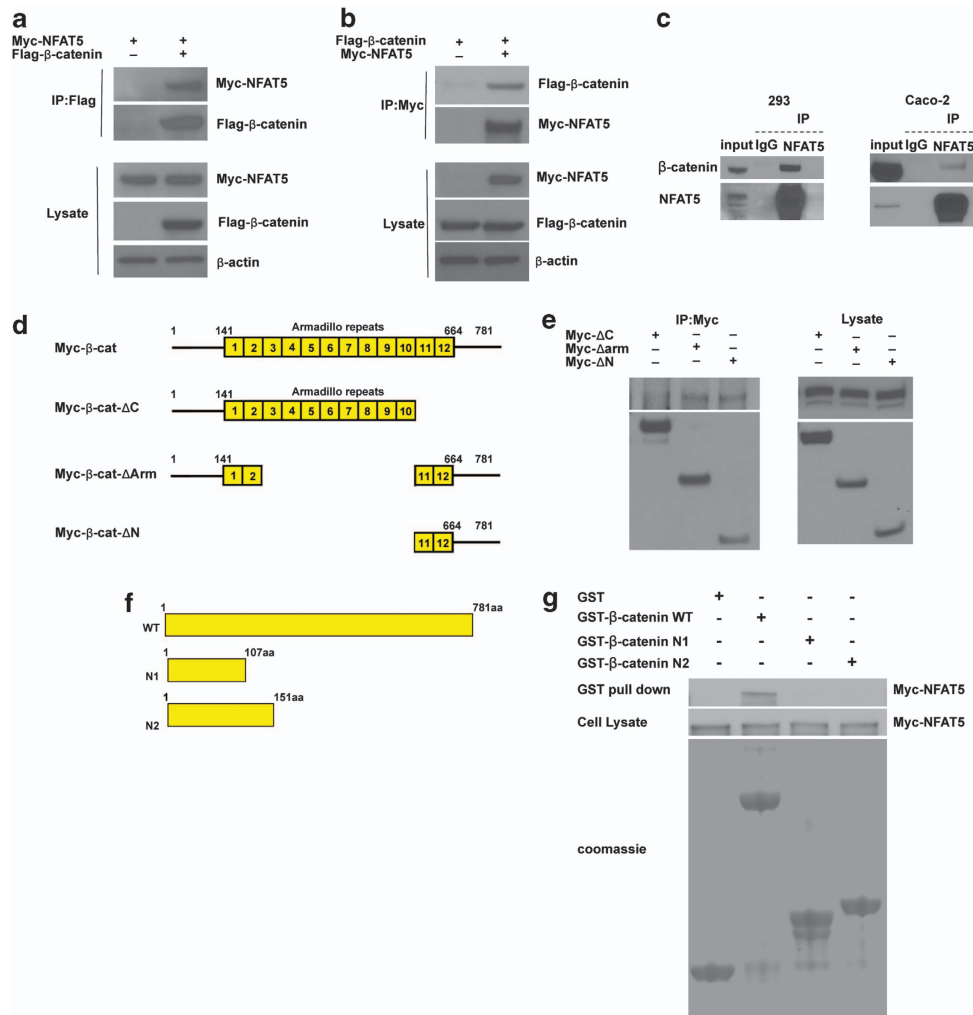 a
Myc-NFAT5 + +
Flag-β-catenin – +
IP:Flag
Myc-NFAT5
Flag-β-catenin
Lysate
Myc-NFAT5
Flag-β-catenin
β-actin
b
Flag-β-catenin + +
Myc-NFAT5 – +
IP:Myc
Flag-β-catenin
Myc-NFAT5
Lysate
Myc-NFAT5
Flag-β-catenin
β-actin
c
293
IP
input IgG NFAT5
Caco-2
IP
input IgG NFAT5
β-catenin
NFAT5
d
1 141 Armadillo repeats 664 781
Myc-β-cat 1 2 3 4 5 6 7 8 9 10 11 12
1 141 Armadillo repeats
Myc-β-cat-ΔC 1 2 3 4 5 6 7 8 9 10
1 141 664 781
Myc-β-cat-ΔArm 1 2 11 12
664 781
Myc-β-cat-ΔN 11 12
e
IP:Myc Lysate
Myc-ΔC + – – + – –
Myc-Δarm – + – – + –
Myc-ΔN – – + – – +
f
1 781aa
WT
1 107aa
N1
1 151aa
N2
g
GST + - - -
GST-β-catenin WT - + - -
GST-β-catenin N1 - - + -
GST-β-catenin N2 - - - +
GST pull down Myc-NFAT5
Cell Lysate Myc-NFAT5
coomassie